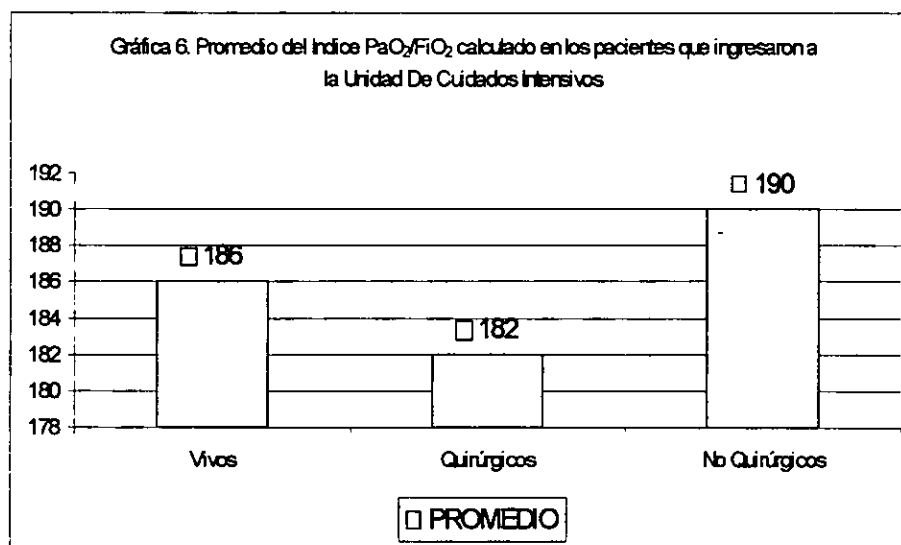 Gráfica 6. Promedio del Indice PaO₂/FiO₂ calculado en los pacientes que ingresaron a
la Unidad De Cuidados Intensivos
192
190
188
186
184
182
180
178
186
182
190
Vivos
Quirúrgicos
No Quirúrgicos
PROMEDIO